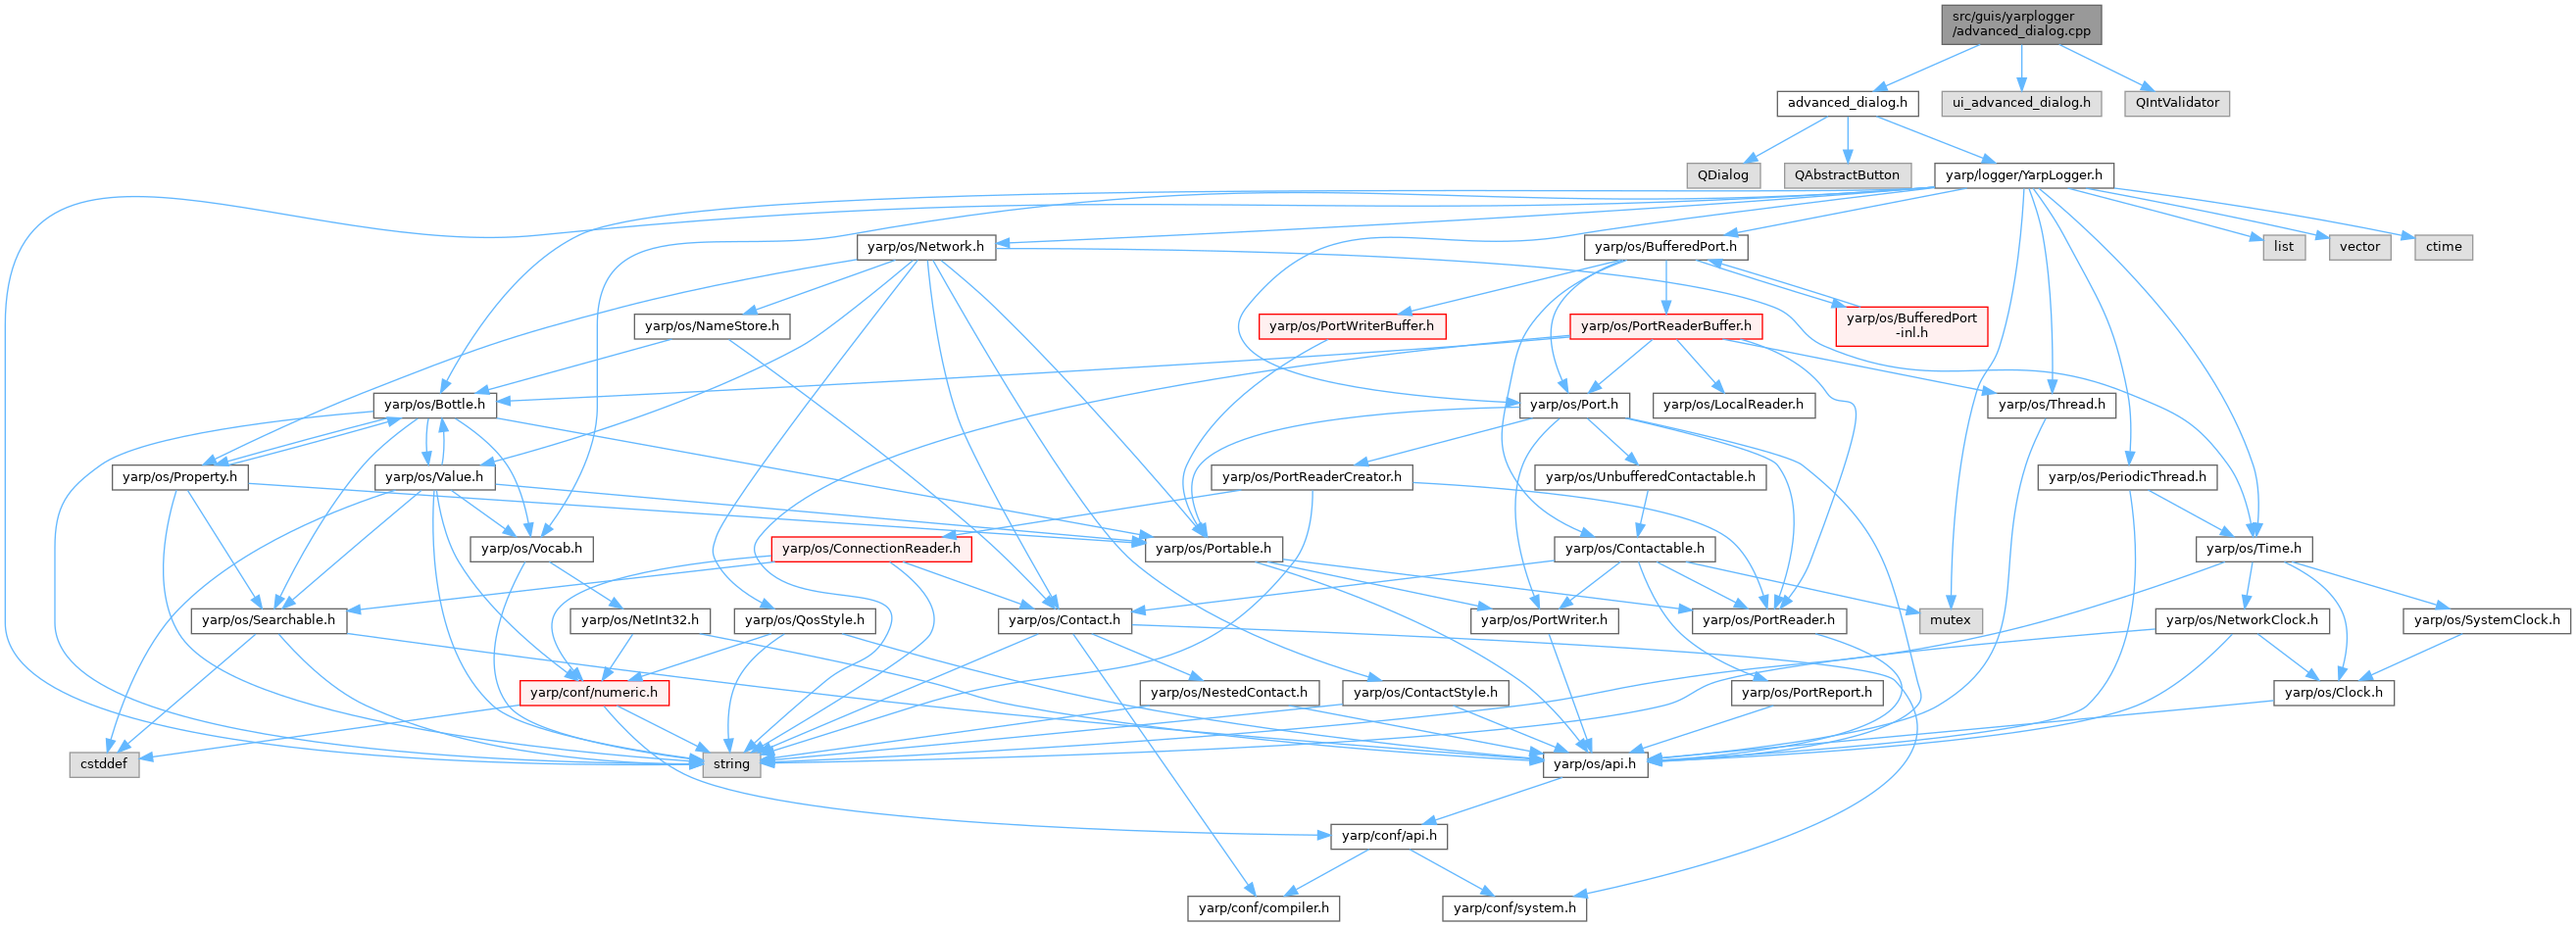 src/guis/yarplogger
/advanced_dialog.cpp
advanced_dialog.h
ui_advanced_dialog.h
QIntValidator
QDialog
QAbstractButton
yarp/logger/YarpLogger.h
yarp/os/Network.h
yarp/os/BufferedPort.h
list
vector
ctime
yarp/os/NameStore.h
yarp/os/PortWriterBuffer.h
yarp/os/PortReaderBuffer.h
yarp/os/BufferedPort
-inl.h
yarp/os/Bottle.h
yarp/os/Port.h
yarp/os/LocalReader.h
yarp/os/Thread.h
yarp/os/Property.h
yarp/os/Value.h
yarp/os/PortReaderCreator.h
yarp/os/UnbufferedContactable.h
yarp/os/PeriodicThread.h
yarp/os/Vocab.h
yarp/os/ConnectionReader.h
yarp/os/Portable.h
yarp/os/Contactable.h
yarp/os/Time.h
yarp/os/Searchable.h
yarp/os/NetInt32.h
yarp/os/QosStyle.h
yarp/os/Contact.h
yarp/os/PortWriter.h
yarp/os/PortReader.h
mutex
yarp/os/NetworkClock.h
yarp/os/SystemClock.h
yarp/conf/numeric.h
yarp/os/NestedContact.h
yarp/os/ContactStyle.h
yarp/os/PortReport.h
yarp/os/Clock.h
cstddef
string
yarp/os/api.h
yarp/conf/api.h
yarp/conf/compiler.h
yarp/conf/system.h